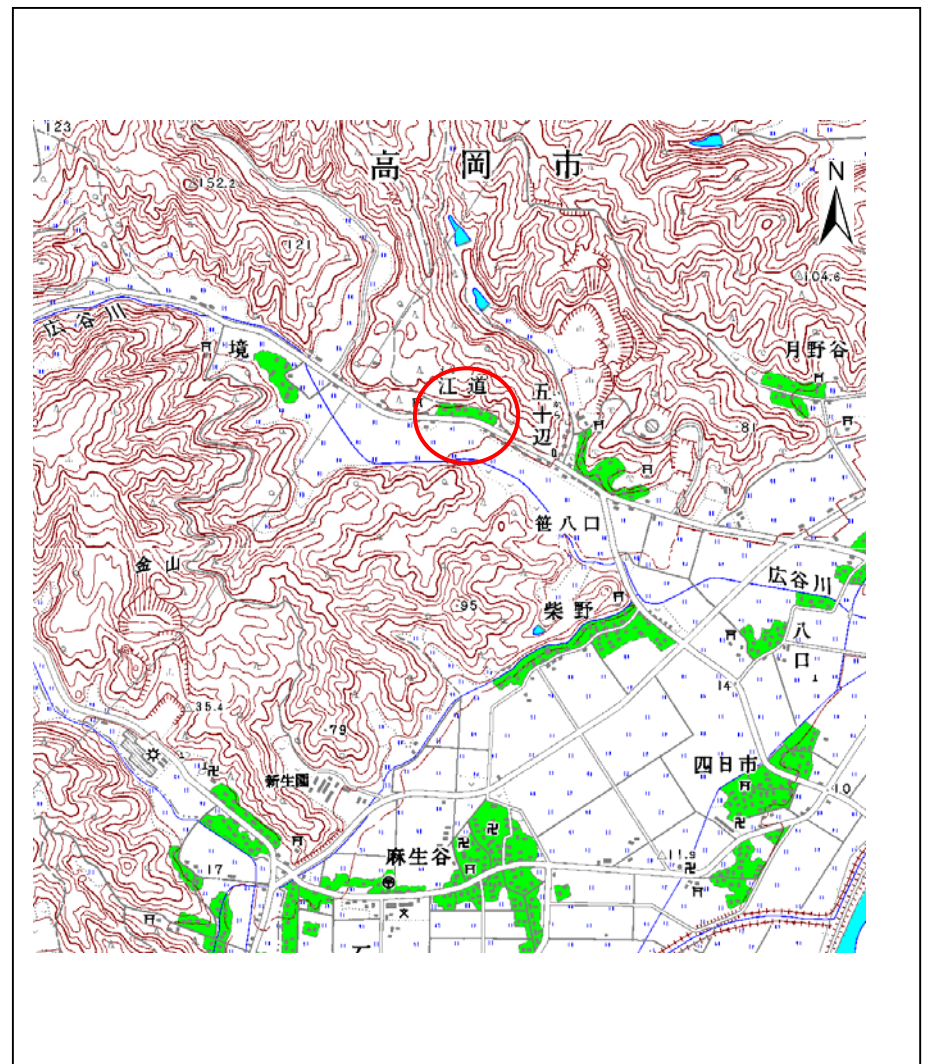 123
高岡市
152.2
N
121
104.6
広谷川
境
月野谷
江道
五十辺
81
笹八口
金山
広谷川
95
柴野
八口
14
35.4
79
四日市
新生園
10
麻生谷
11.9
17